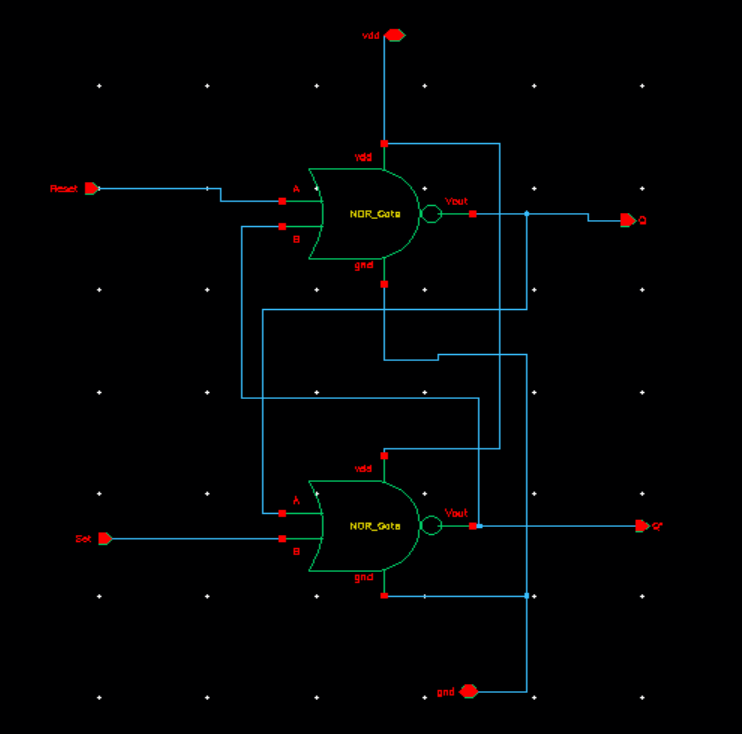 vdd
vdd
Reset
A
Vout
NOR_Gate
Q
B
gnd
vdd
A
Vout
NOR_Gate
Q'
Set
B
gnd
gnd